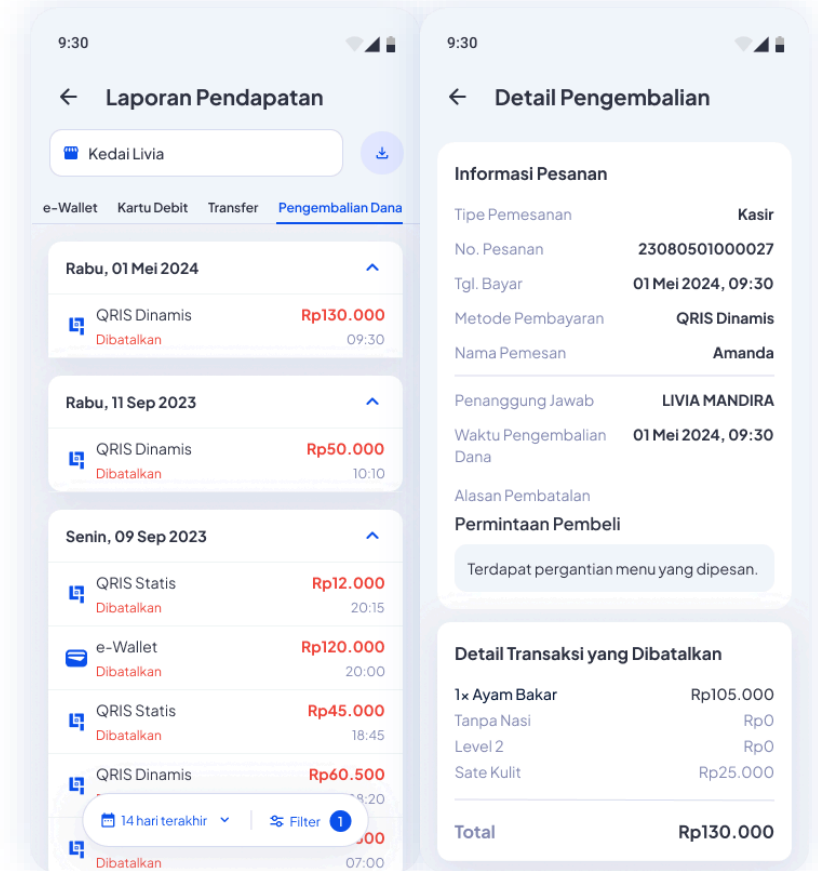 9:30
Laporan Pendapatan
Kedai Livia
e-Wallet Kartu Debit Transfer Pengembalian Dana
Rabu, 01 Mei 2024
QRIS Dinamis Rp130.000
Dibatalkan 09:30
Rabu, 11 Sep 2023
QRIS Dinamis Rp50.000
Dibatalkan 10:10
Senin, 09 Sep 2023
QRIS Statis Rp12.000
Dibatalkan 20:15
e-Wallet Rp120.000
Dibatalkan 20:00
QRIS Statis Rp45.000
Dibatalkan 18:45
QRIS Dinamis Rp60.500
14 hari terakhir Filter 1
Dibatalkan 07:00
9:30
Detail Pengembalian
Informasi Pesanan
Tipe Pemesanan Kasir
No. Pesanan 23080501000027
Tgl. Bayar 01 Mei 2024, 09:30
Metode Pembayaran QRIS Dinamis
Nama Pemesan Amanda
Penanggung Jawab LIVIA MANDIRA
Waktu Pengembalian 01 Mei 2024, 09:30
Dana
Alasan Pembatalan
Permintaan Pembeli
Terdapat pergantian menu yang dipesan.
Detail Transaksi yang Dibatalkan
1x Ayam Bakar Rp105.000
Tanpa Nasi Rp0
Level 2 Rp0
Sate Kulit Rp25.000
Total Rp130.000